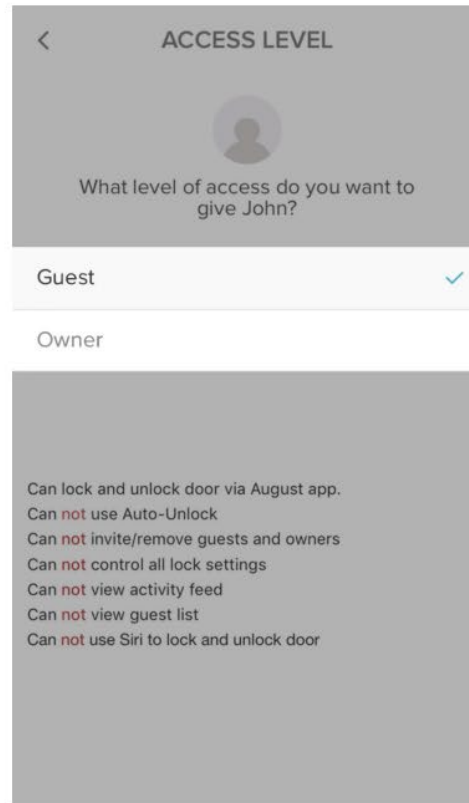 ACCESS LEVEL
What level of access do you want to
give John?
Guest
Owner
Can lock and unlock door via August app.
Can not use Auto-Unlock
Can not invite/remove guests and owners
Can not control all lock settings
Can not view activity feed
Can not view guest list
Can not use Siri to lock and unlock door